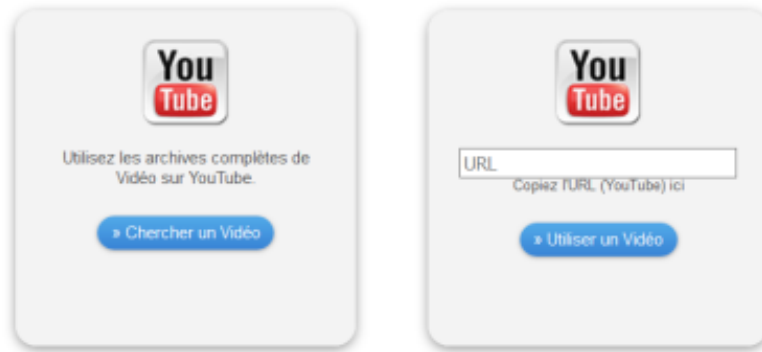 You
Tube
Utilisez les archives complètes de
Vidéo sur YouTube.
» Chercher un Vidéo
You
Tube
URL
Copiez l'URL (YouTube) ici
» Utiliser un Vidéo